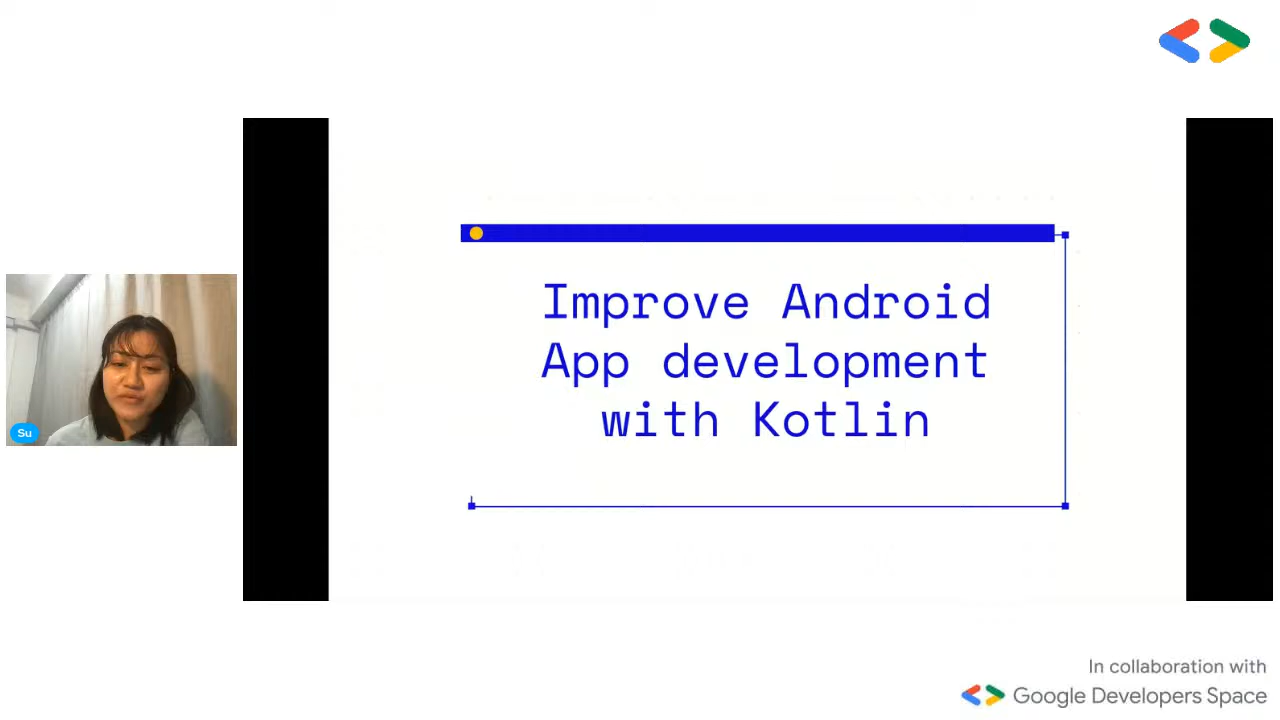 Improve Android
App development
with Kotlin
Su
In collaboration with
Google Developers Space